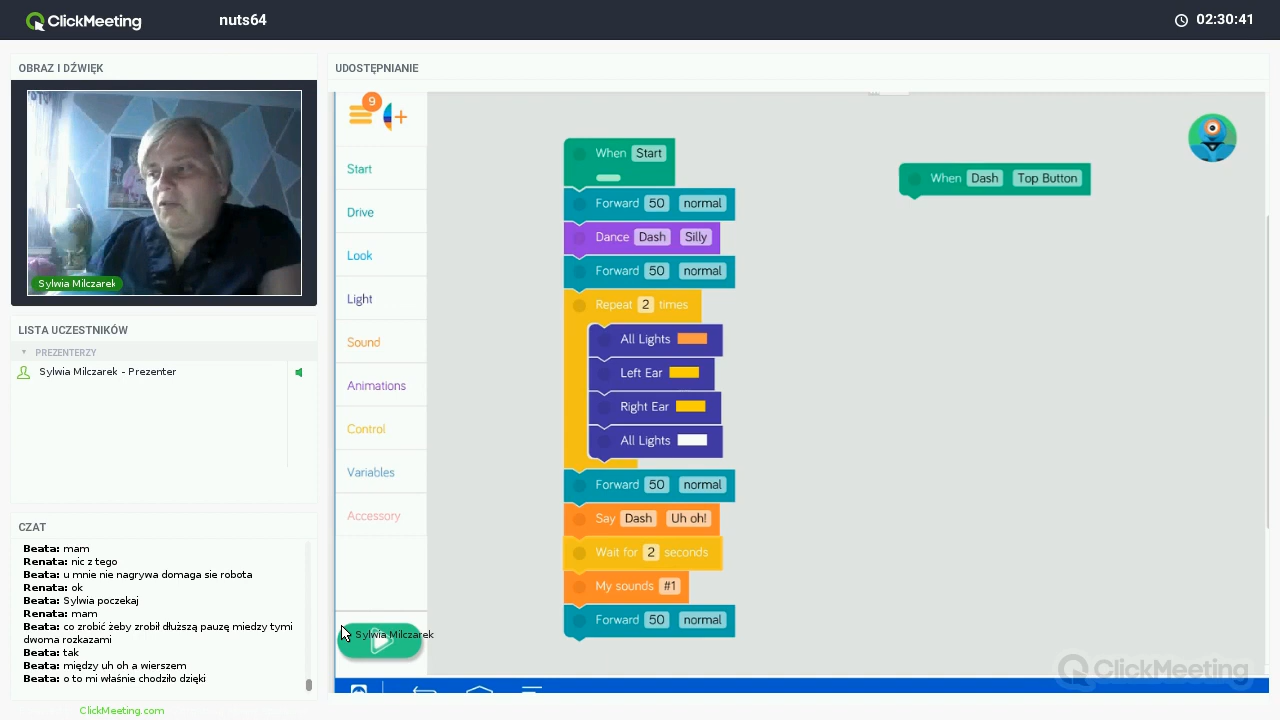 ClickMeeting
nuts64
02:30:41
OBRAZ I DŹWIĘK
Sylwia Milczarek
LISTA UCZESTNIKÓW
PREZENTERZY
Sylwia Milczarek - Prezenter
CZAT
Beata: mam
Renata: nic z tego
Beata: u mnie nie nagrywa domaga sie robota
Renata: ok
Beata: Sylwia poczekaj
Renata: mam
Beata: co zrobić żeby zrobił dłuższą pauzę miedzy tymi
dwoma rozkazami
Beata: tak
Beata: między uh oh a wierszem
Beata: o to mi właśnie chodziło dzięki
ClickMeeting.com
UDOSTĘPNIANIE
9
Start
Drive
Look
Light
Sound
Animations
Control
Variables
Accessory
Sylwia Milczarek
When Start
Forward 50 normal
Dance Dash Silly
Forward 50 normal
Repeat 2 times
All Lights
Left Ear
Right Ear
All Lights
Forward 50 normal
Say Dash Uh oh!
Wait for 2 seconds
My sounds #1
Forward 50 normal
When Dash Top Button
ClickMeeting